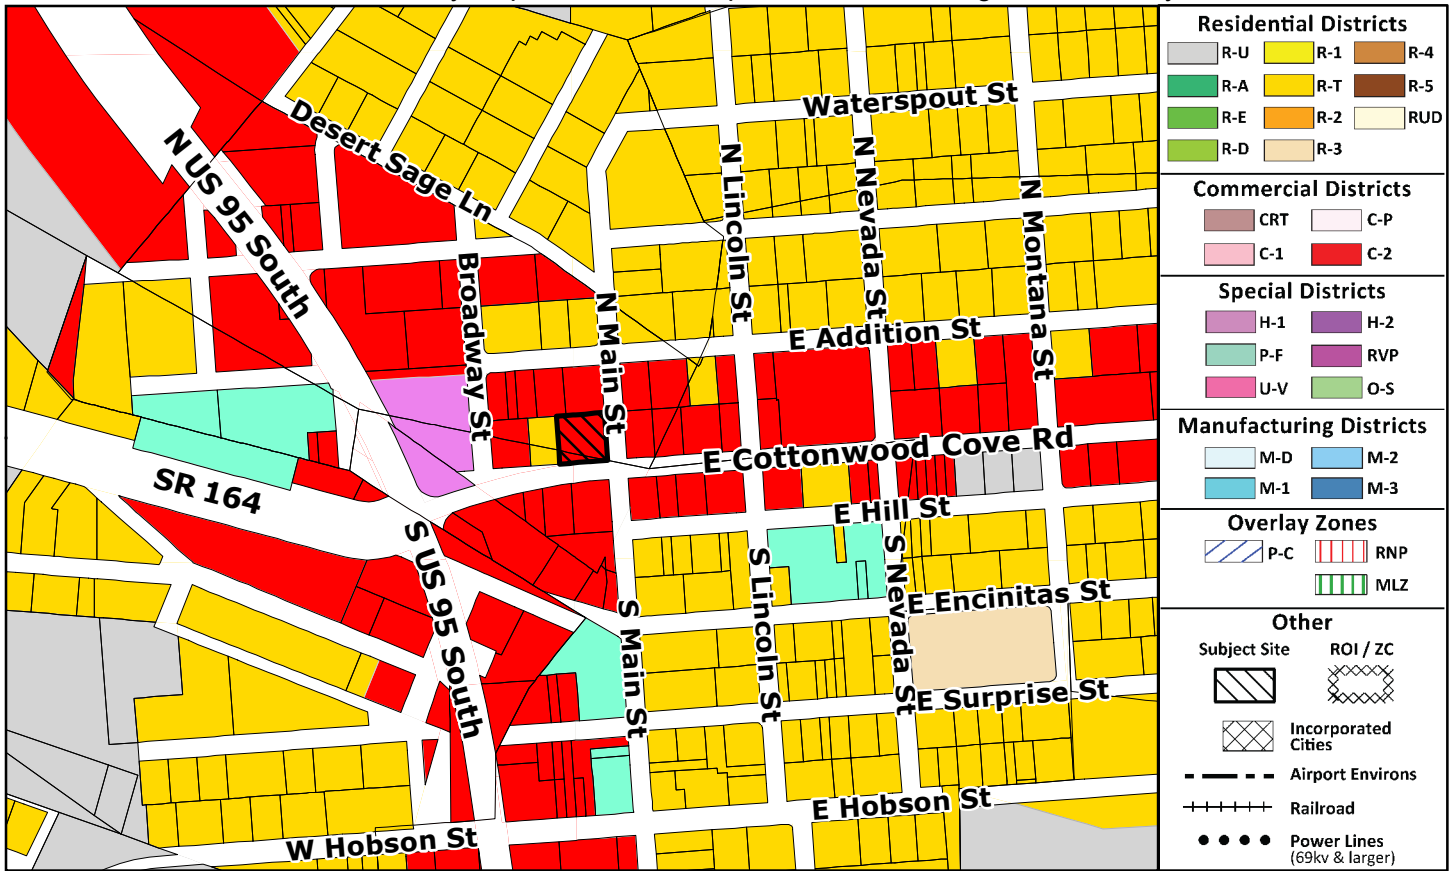 Desert Sage Ln
N US 95 South
Waterspout St
N Lincoln St
N Nevada St
N Montana St
Broadway St
N Main St
E Addition St
E Cottonwood Cove Rd
SR 164
E Hill St
S US 95 South
S Main St
S Lincoln St
S Nevada St
E Encinitas St
E Surprise St
E Hobson St
W Hobson St
Residential Districts
R-U R-1 R-4
R-A R-T R-5
R-E R-2 RUD
R-D R-3
Commercial Districts
CRT C-P
C-1 C-2
Special Districts
H-1 H-2
P-F RVP
U-V O-S
Manufacturing Districts
M-D M-2
M-1 M-3
Overlay Zones
P-C RNP
MLZ
Other
Subject Site ROI / ZC
Incorporated
Cities
Airport Environs
Railroad
Power Lines
(69kv & larger)